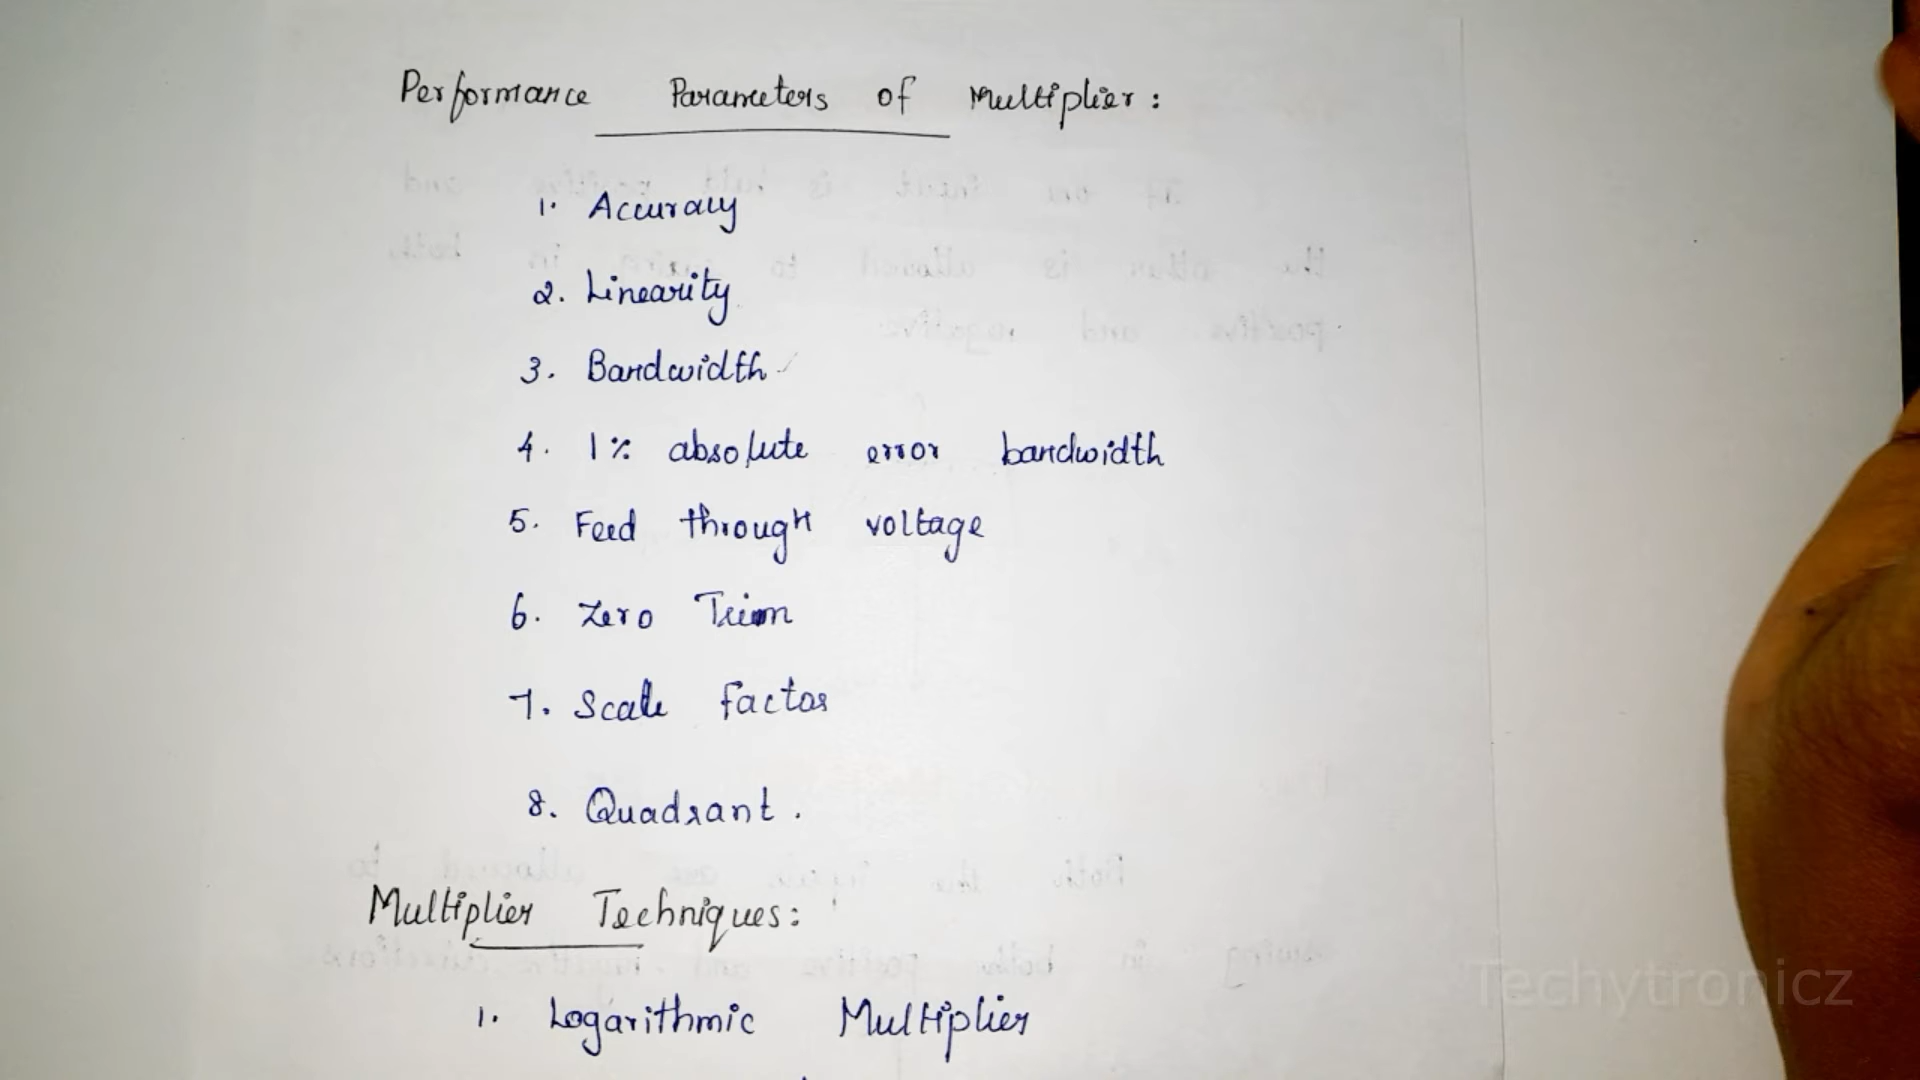 Performance Parameters of Multiplier:
1. Accuracy
2. Linearity
3. Bandwidth
4. 1% absolute error bandwidth
5. Feed through voltage
6. Zero Trim
7. Scale factor
8. Quadrant.
Multiplier Techniques:
1. Logarithmic Multiplier
Techytronicz